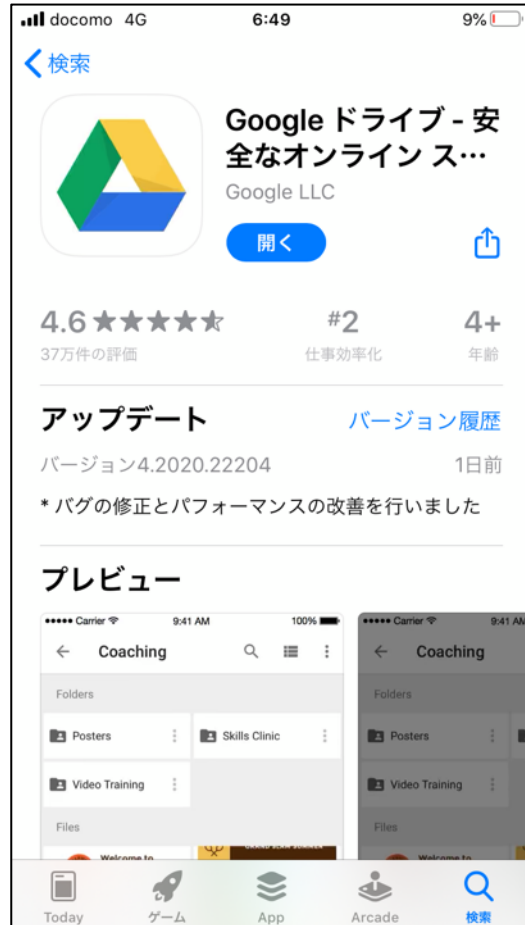 docomo 4G 6:49 9%
検索
Google ドライブ - 安
全なオンライン ス…
Google LLC
開く
4.6 #2 4+
37万件の評価 仕事効率化 年齢
アップデート バージョン履歴
バージョン4.2020.22204 1日前
* バグの修正とパフォーマンスの改善を行いました
プレビュー
Carrier 9:41 AM 100% Carrier 9:41 AM
Coaching Coaching
Folders Folders
Posters Skills Clinic Posters
Video Training Video Training
Files Files
Welcome to Welcome to
Today ゲーム App Arcade 検索